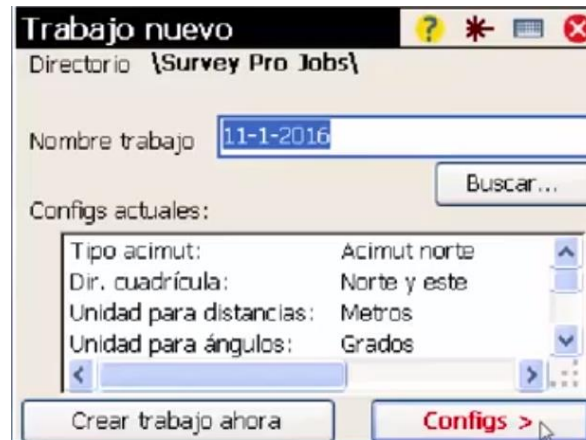 Trabajo nuevo ?
Directorio \Survey Pro Jobs\
Nombre trabajo 11-1-2016
Buscar...
Configs actuales:
Tipo acimut: Acimut norte
Dir. cuadrícula: Norte y este
Unidad para distancias: Metros
Unidad para ángulos: Grados
Crear trabajo ahora Configs >